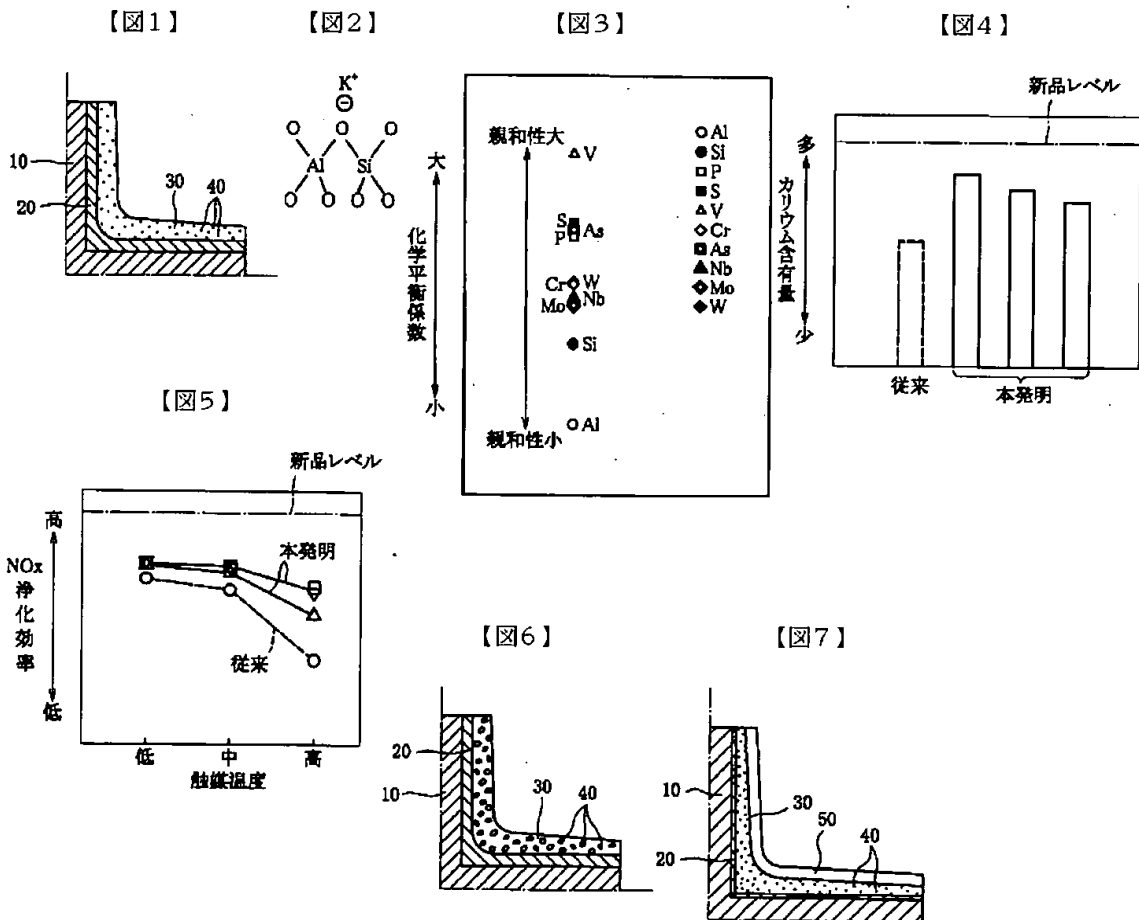 【図1】
10
20
30
40
【図2】
K⁺
⊖
O O O
Al Si
O O O O
【図3】
大
化学平衡係数
小
親和性大
V
S
P
As
Cr
W
Nb
Mo
Si
Al
親和性小
Al
Si
P
S
V
Cr
As
Nb
Mo
W
【図4】
新品レベル
多
カリウム含有量
少
従来
本発明
【図5】
新品レベル
高
NOx
浄化効率
低
本発明
従来
低 中 高
触媒温度
【図6】
20
10
30
40
【図7】
10
20
30
50
40